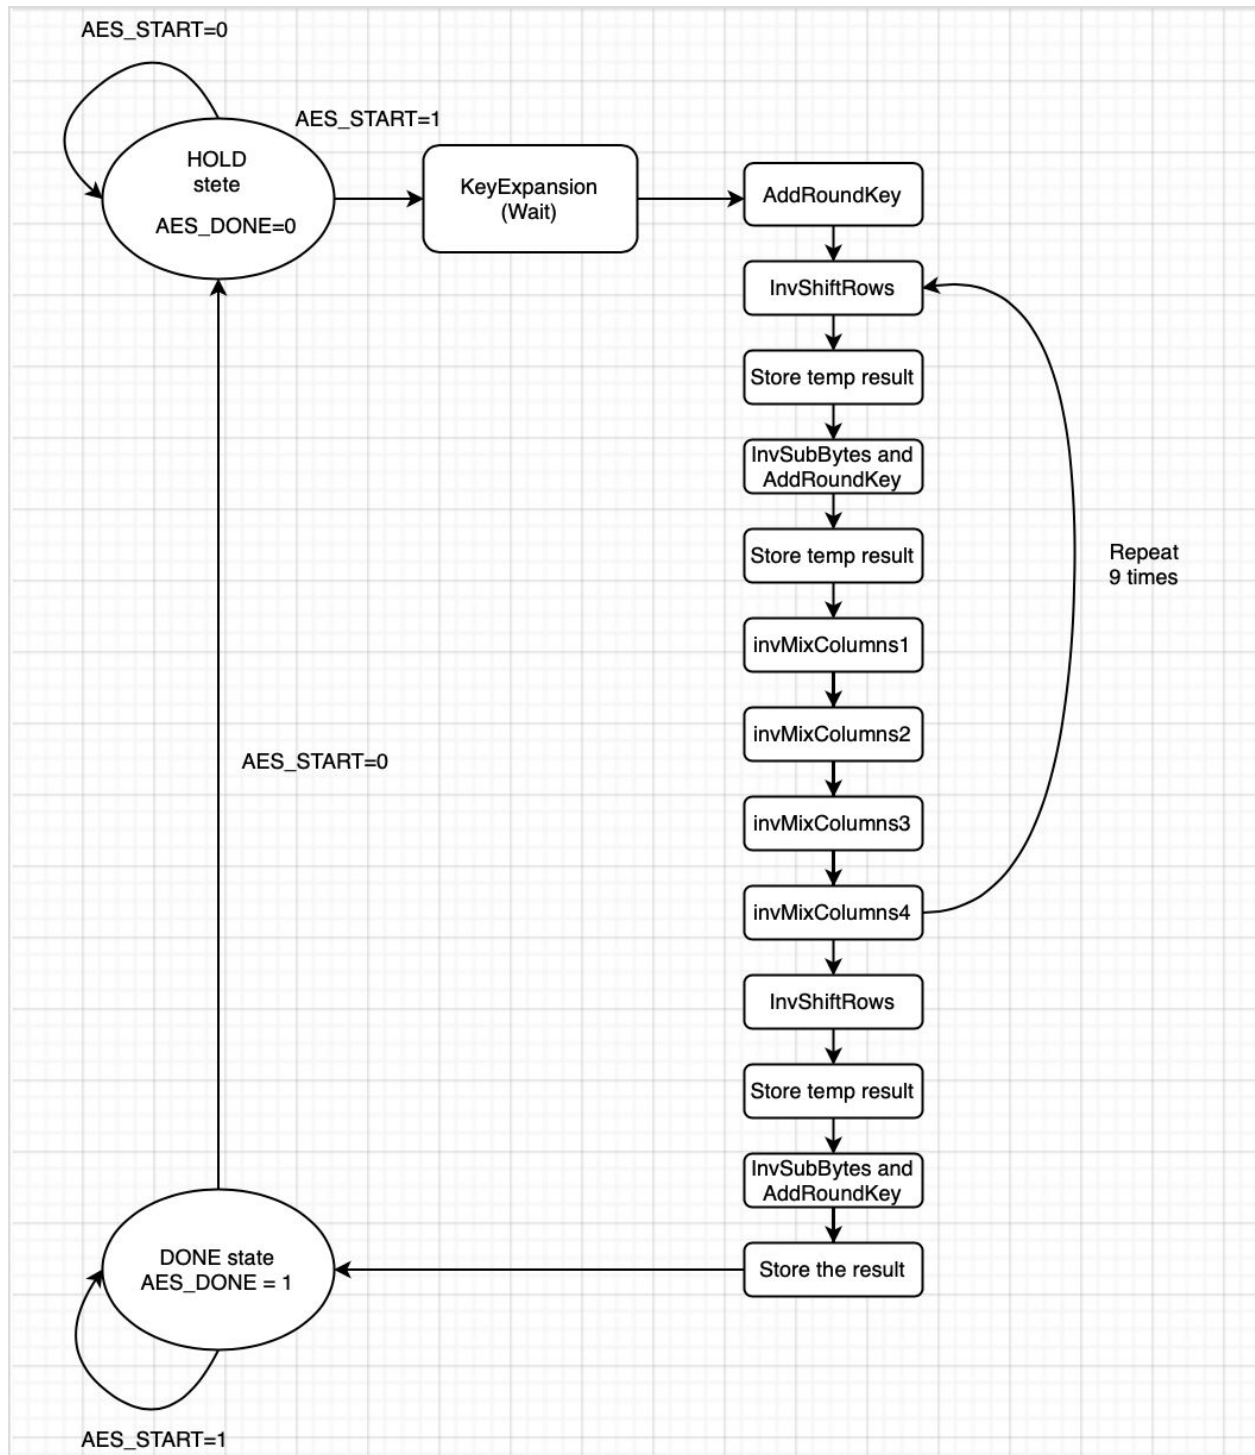 AES_START=0
AES_START=1
HOLD
stete
AES_DONE=0
KeyExpansion
(Wait)
AddRoundKey
InvShiftRows
Store temp result
InvSubBytes and
AddRoundKey
Store temp result
Repeat
9 times
invMixColumns1
invMixColumns2
invMixColumns3
invMixColumns4
InvShiftRows
Store temp result
InvSubBytes and
AddRoundKey
Store the result
AES_START=0
DONE state
AES_DONE = 1
AES_START=1